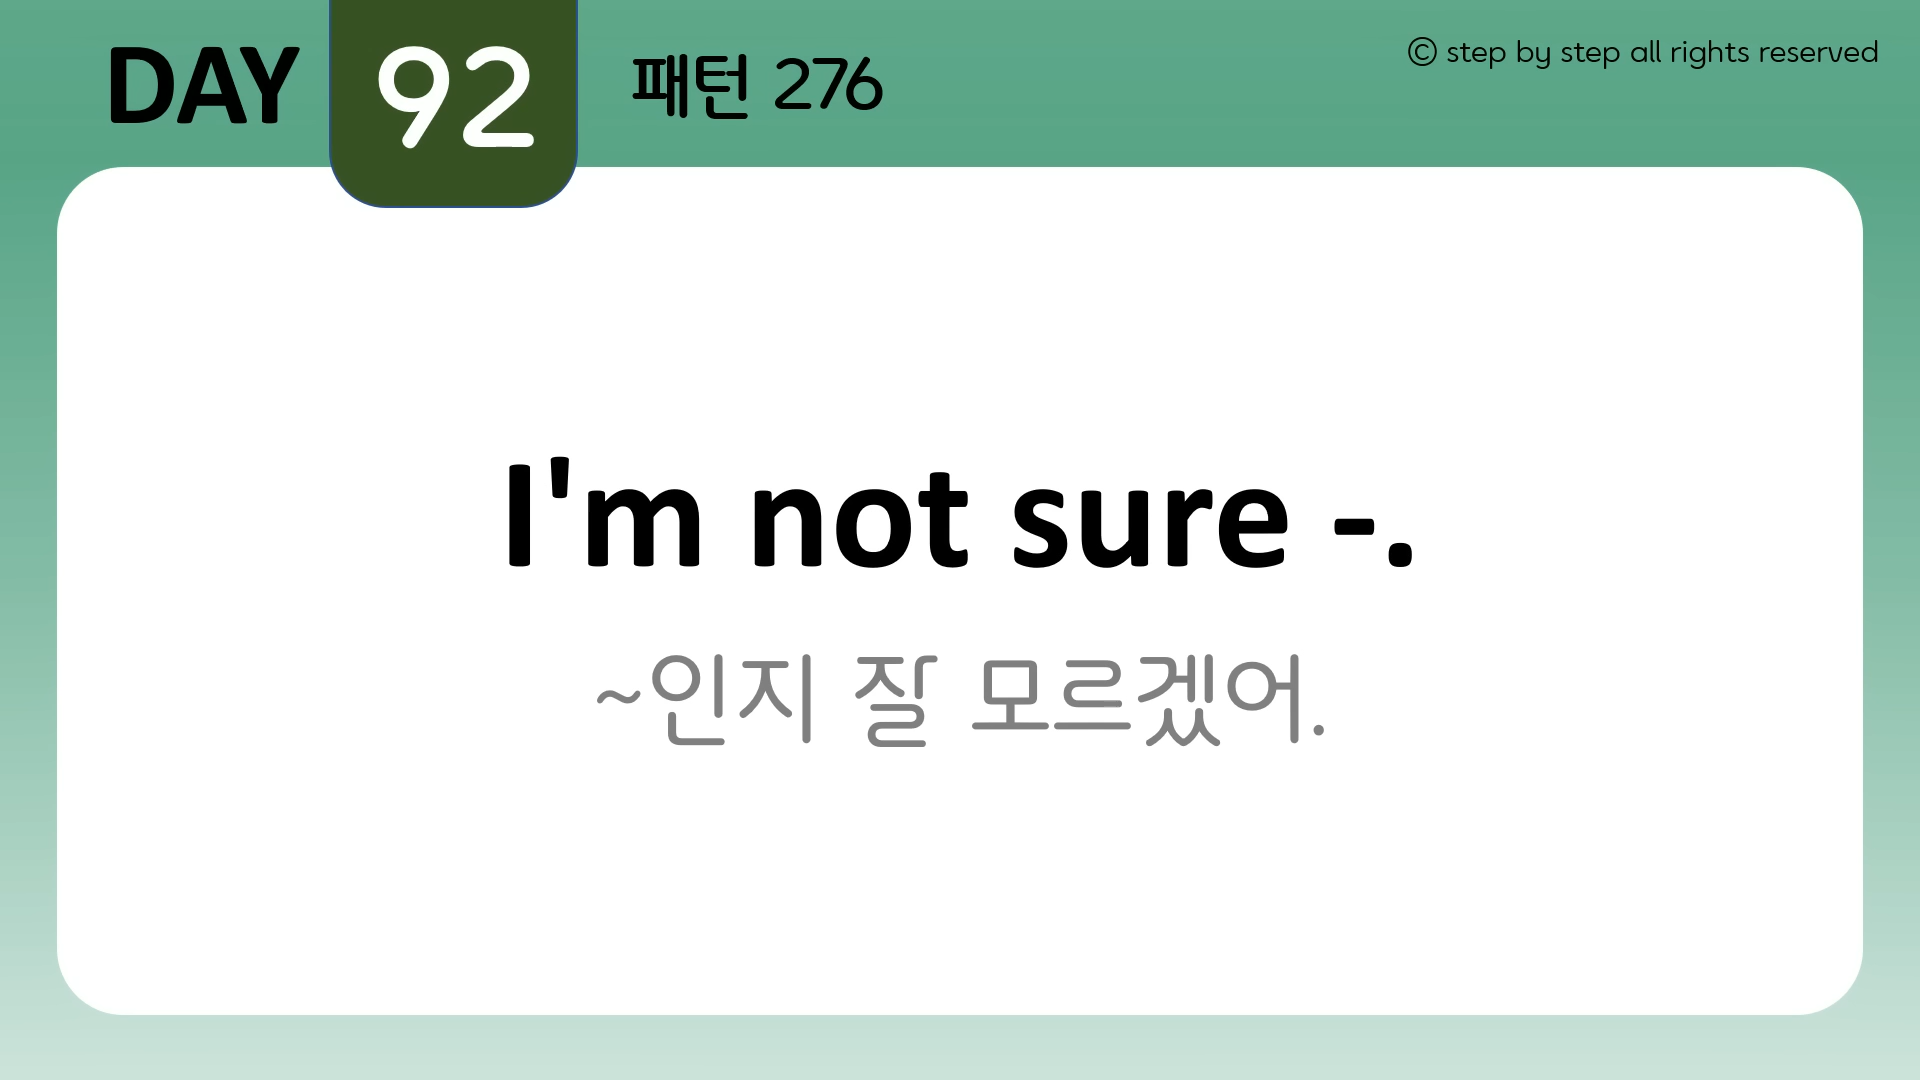 DAY 92 패턴 276
© step by step all rights reserved
I'm not sure -.
~인지 잘 모르겠어.